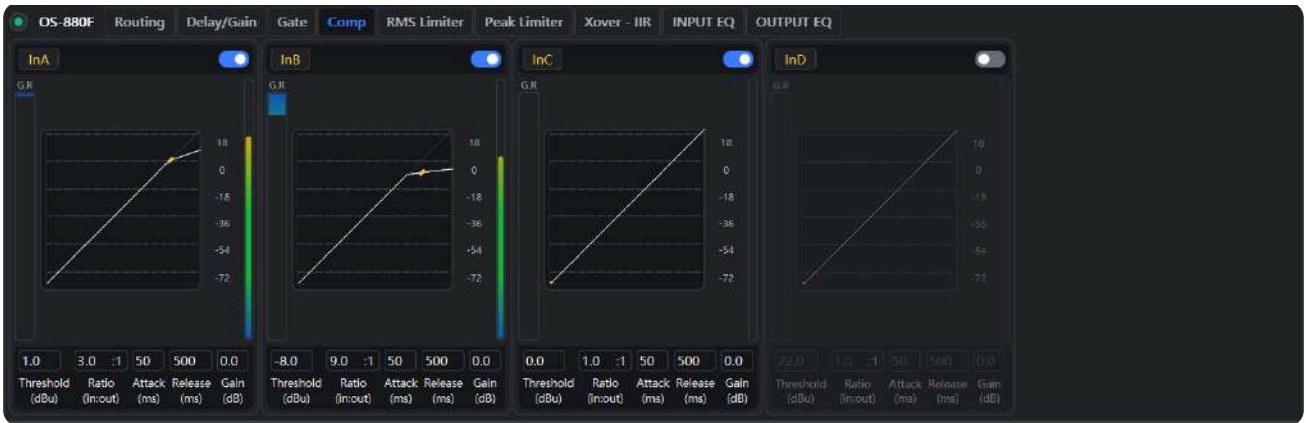 OS-880F Routing Delay/Gain Gate Comp RMS Limiter Peak Limiter Xover - IIR INPUT EQ OUTPUT EQ
InA InB InC InD
G.R G.R G.R G.R
18 18 18 18
0 0 0 0
-18 -18 -18 -18
-36 -36 -36 -36
-54 -54 -54 -54
-72 -72 -72 -72
1.0 3.0 :1 50 500 0.0 -8.0 9.0 :1 50 500 0.0 0.0 1.0 :1 50 500 0.0 22.0 1.0 :1 50 500 0.0
Threshold Ratio Attack Release Gain Threshold Ratio Attack Release Gain Threshold Ratio Attack Release Gain Threshold Ratio Attack Release Gain
(dBu) (in:out) (ms) (ms) (dB) (dBu) (in:out) (ms) (ms) (dB) (dBu) (in:out) (ms) (ms) (dB) (dBu) (in:out) (ms) (ms) (dB)